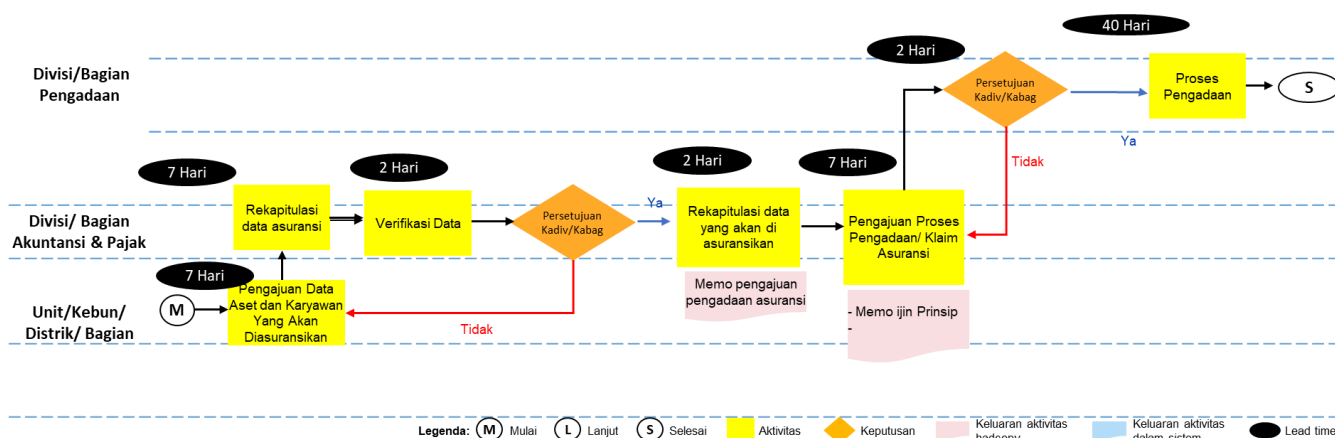 40 Hari
2 Hari
Divisi/Bagian
Pengadaan
Persetujuan
Kadiv/Kabag
Proses
Pengadaan
S
Ya
Tidak
7 Hari
2 Hari
2 Hari
7 Hari
Divisi/ Bagian
Akuntansi & Pajak
Rekapitulasi
data asuransi
Verifikasi Data
Persetujuan
Kadiv/Kabag
Ya
Rekapitulasi data
yang akan di
asuransikan
Pengajuan Proses
Pengadaan/ Klaim
Asuransi
7 Hari
Unit/Kebun/
Distrik/ Bagian
M
Pengajuan Data
Aset dan Karyawan
Yang Akan
Diasuransikan
Tidak
Memo pengajuan
pengadaan asuransi
- Memo ijin Prinsip
-
Legenda: M Mulai L Lanjut S Selesai Aktivitas Keputusan Keluaran aktivitas Keluaran aktivitas Lead time
hadcopy dalam sistem